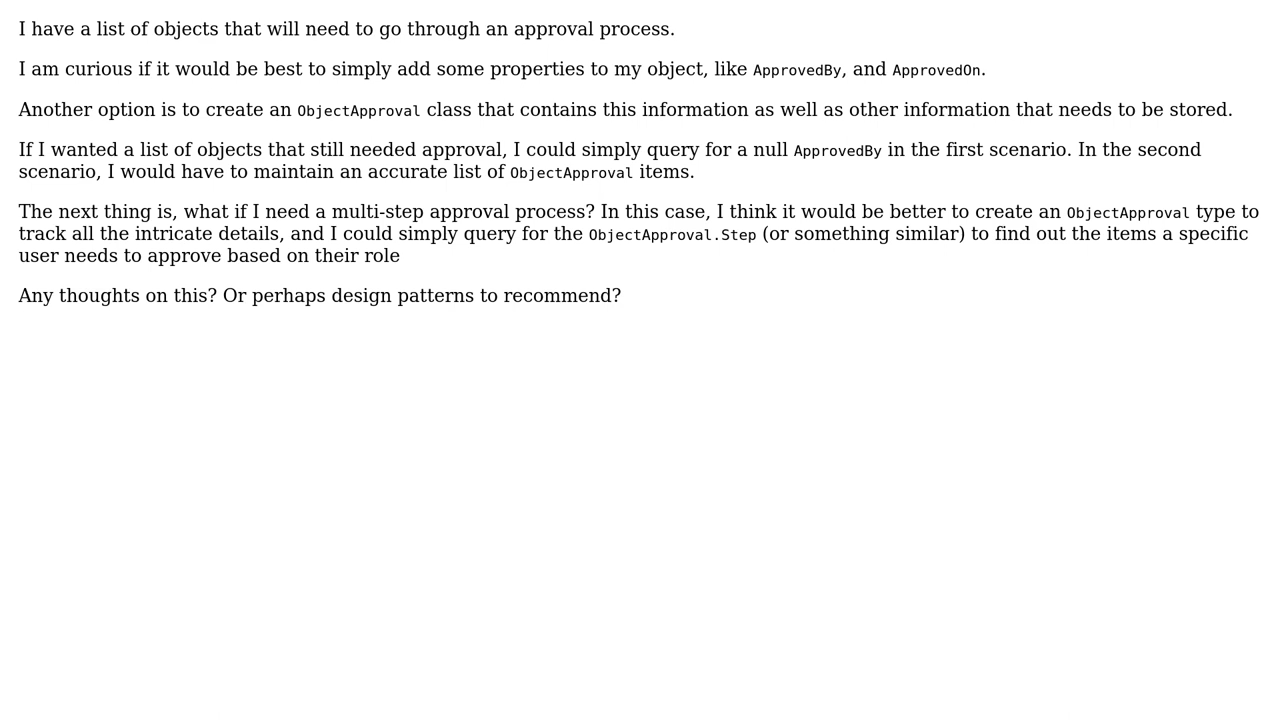 I have a list of objects that will need to go through an approval process.
I am curious if it would be best to simply add some properties to my object, like ApprovedBy, and ApprovedOn.
Another option is to create an ObjectApproval class that contains this information as well as other information that needs to be stored.
If I wanted a list of objects that still needed approval, I could simply query for a null ApprovedBy in the first scenario. In the second
scenario, I would have to maintain an accurate list of ObjectApproval items.
The next thing is, what if I need a multi-step approval process? In this case, I think it would be better to create an ObjectApproval type to
track all the intricate details, and I could simply query for the ObjectApproval.Step (or something similar) to find out the items a specific
user needs to approve based on their role
Any thoughts on this? Or perhaps design patterns to recommend?